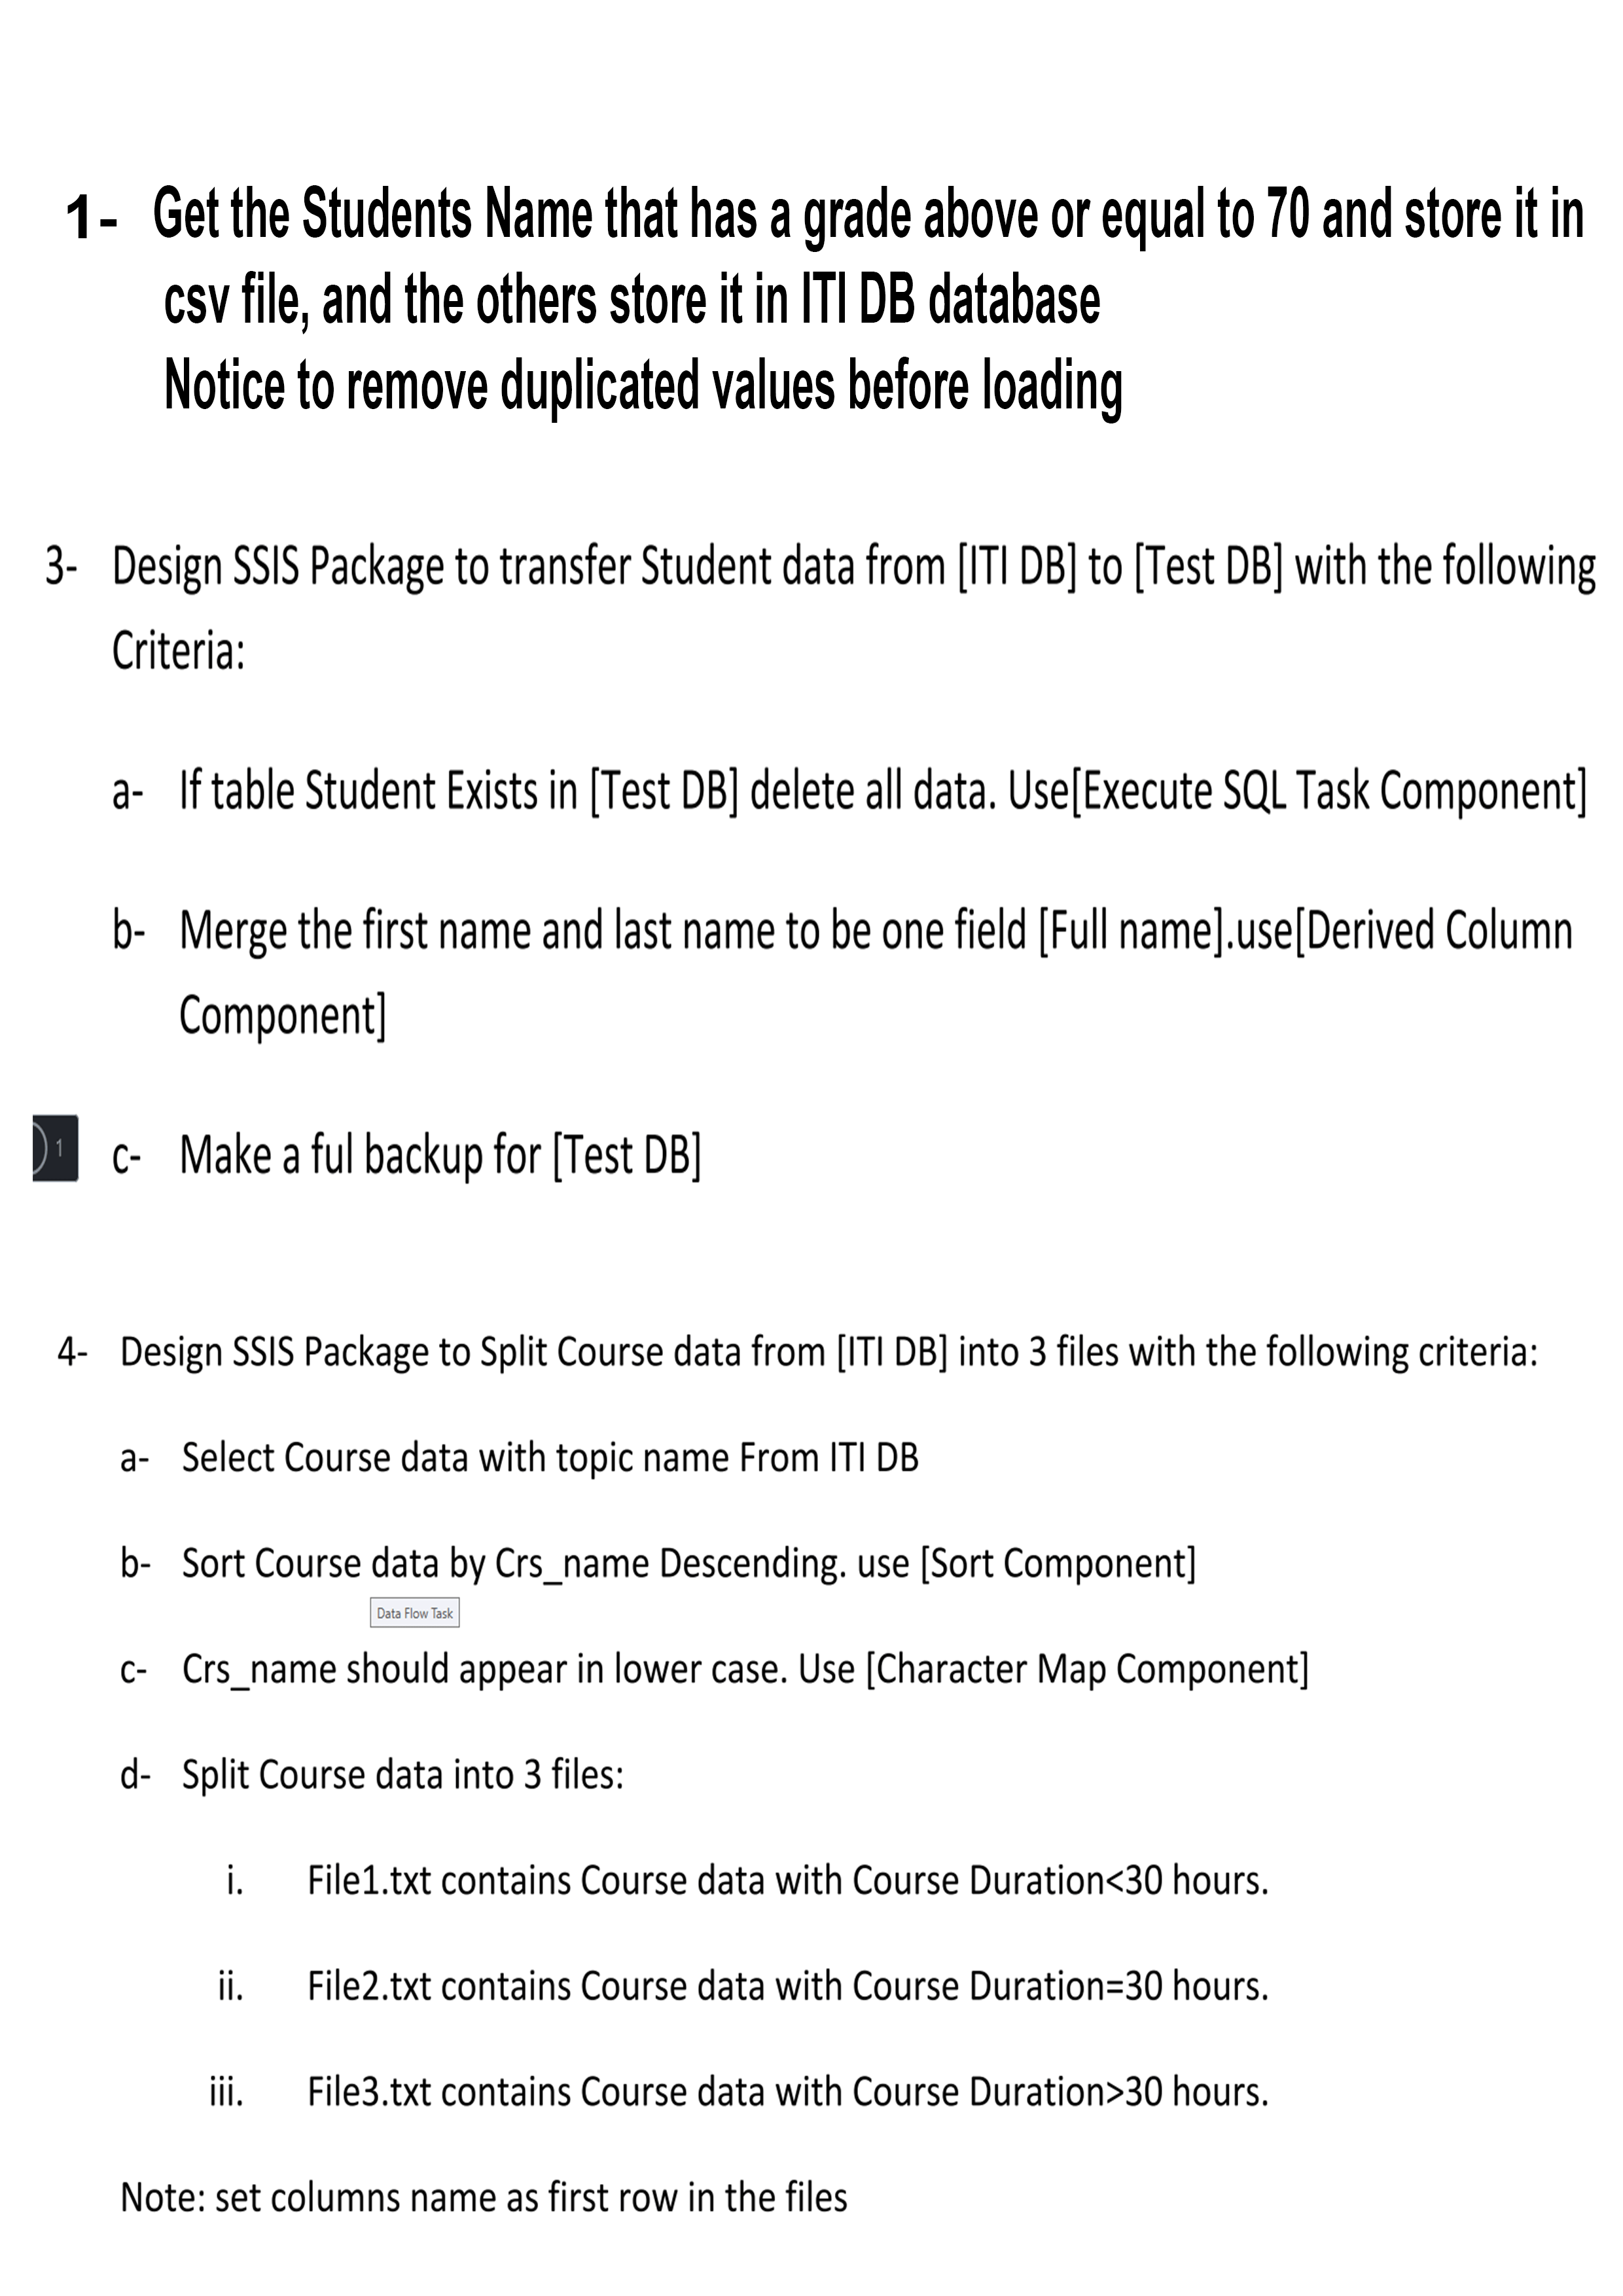 1- Get the Students Name that has a grade above or equal to 70 and store it in
csv file, and the others store it in ITI DB database
Notice to remove duplicated values before loading
3- Design SSIS Package to transfer Student data from [ITI DB] to [Test DB] with the following
Criteria:
a- If table Student Exists in [Test DB] delete all data. Use[Execute SQL Task Component]
b- Merge the first name and last name to be one field [Full name].use[Derived Column
Component]
1
c- Make a ful backup for [Test DB]
4- Design SSIS Package to Split Course data from [ITI DB] into 3 files with the following criteria:
a- Select Course data with topic name From ITI DB
b- Sort Course data by Crs_name Descending. use [Sort Component]
Data Flow Task
c- Crs_name should appear in lower case. Use [Character Map Component]
d- Split Course data into 3 files:
i. File1.txt contains Course data with Course Duration<30 hours.
ii. File2.txt contains Course data with Course Duration=30 hours.
iii. File3.txt contains Course data with Course Duration>30 hours.
Note: set columns name as first row in the files